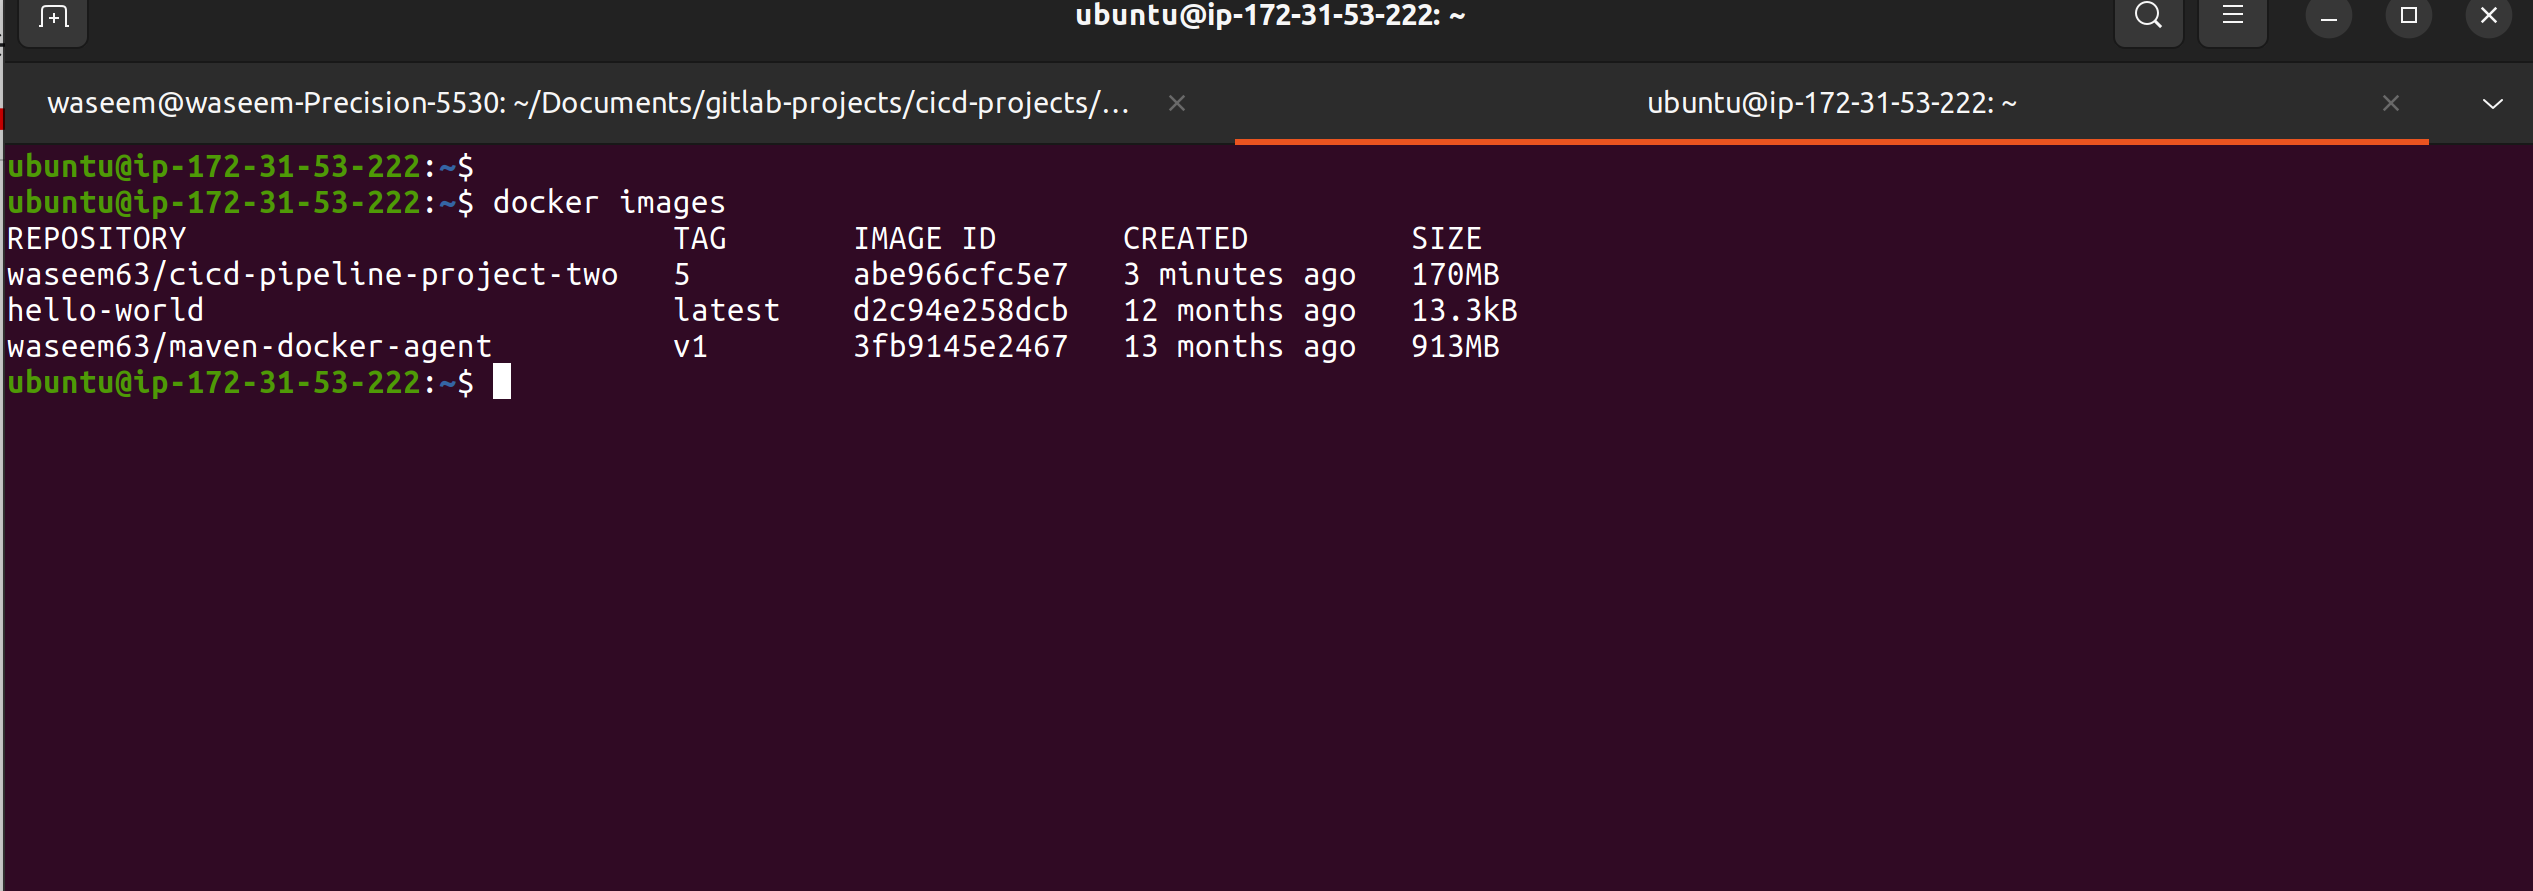 ubuntu@ip-172-31-53-222: ~
waseem@waseem-Precision-5530: ~/Documents/gitlab-projects/cicd-projects/...
ubuntu@ip-172-31-53-222: ~
ubuntu@ip-172-31-53-222:~$
ubuntu@ip-172-31-53-222:~$ docker images
REPOSITORY TAG IMAGE ID CREATED SIZE
waseem63/cicd-pipeline-project-two 5 abe966cfc5e7 3 minutes ago 170MB
hello-world latest d2c94e258dcb 12 months ago 13.3kB
waseem63/maven-docker-agent v1 3fb9145e2467 13 months ago 913MB
ubuntu@ip-172-31-53-222:~$